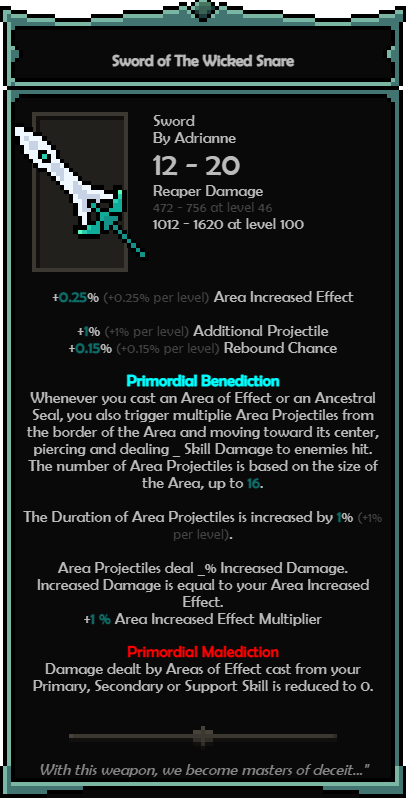 Sword of The Wicked Snare
Sword
By Adrianne
12 - 20
Reaper Damage
472 - 756 at level 46
1012 - 1620 at level 100
+0.25% (+0.25% per level) Area Increased Effect
+1% (+1% per level) Additional Projectile
+0.15% (+0.15% per level) Rebound Chance
Primordial Benediction
Whenever you cast an Area of Effect or an Ancestral
Seal, you also trigger multiplie Area Projectiles from
the border of the Area and moving toward its center,
piercing and dealing _ Skill Damage to enemies hit.
The number of Area Projectiles is based on the size of
the Area, up to 16.
The Duration of Area Projectiles is increased by 1% (+1%
per level).
Area Projectiles deal _% Increased Damage.
Increased Damage is equal to your Area Increased
Effect.
+1 % Area Increased Effect Multiplier
Primordial Malediction
Damage dealt by Areas of Effect cast from your
Primary, Secondary or Support Skill is reduced to 0.
With this weapon, we become masters of deceit..."